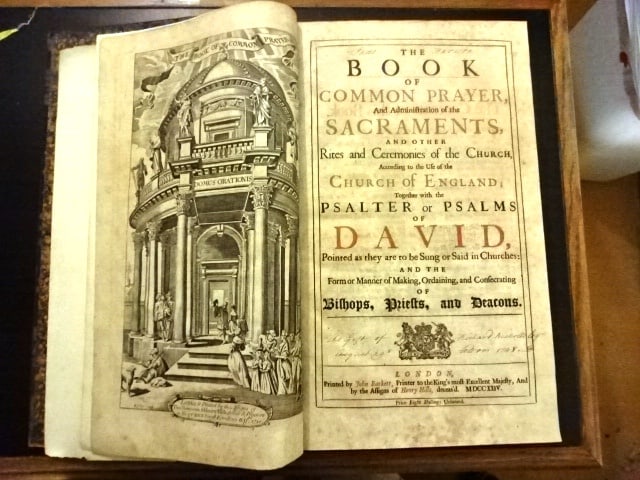 THE BOOK OF COMMON PRAYER
DOMUS ORATIONIS
THE
BOOK
OF
COMMON PRAYER,
And Adminiſtration of the
SACRAMENTS,
AND OTHER
Rites and Ceremonies of the CHURCH,
According to the Uſe of the
CHURCH of ENGLAND;
Together with the
PSALTER or PSALMS
OF
DAVID,
Pointed as they are to be Sung or Said in Churches:
AND THE
Form or Manner of Making, Ordaining, and Conſecrating
OF
Biſhops, Prieſts, and Deacons.
The Gift of
LONDON,
Printed by John Baskett, Printer to the King's moſt Excellent Majeſty, And
by the Aſſigns of Henry Hills, deceas'd. MDCCXIV.
Price Eight Shillings Unbound.